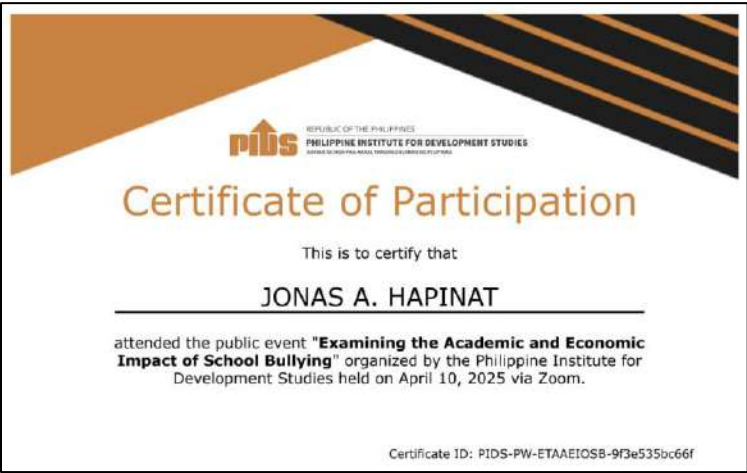 pids
REPUBLIC OF THE PHILIPPINES
PHILIPPINE INSTITUTE FOR DEVELOPMENT STUDIES
Certificate of Participation
This is to certify that
JONAS A. HAPINAT
attended the public event "Examining the Academic and Economic
Impact of School Bullying" organized by the Philippine Institute for
Development Studies held on April 10, 2025 via Zoom.
Certificate ID: PIDS-PW-ETAAEIOSB-9f3e535bc66f